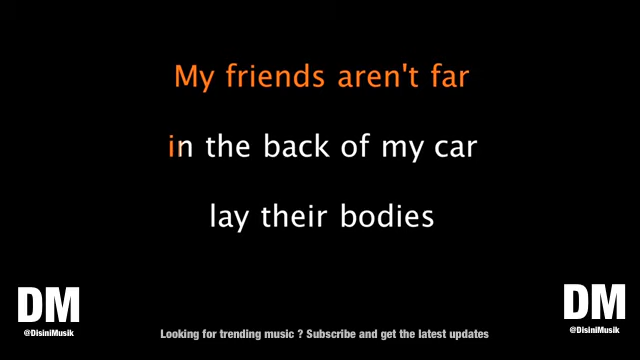 My friends aren't far
in the back of my car
lay their bodies
DM
@DisiniMusik
DM
@DisiniMusik
Looking for trending music ? Subscribe and get the latest updates